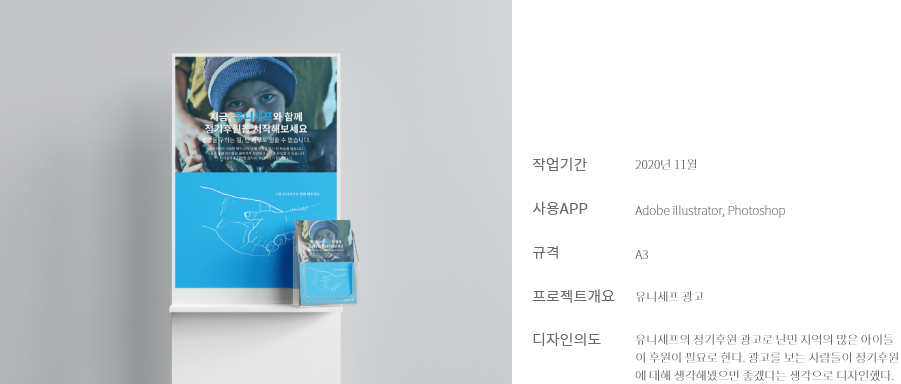 지금, 유니세프와 함께
정기후원을 시작해보세요
작업기간
2020년 11월
사용APP
Adobe illustrator, Photoshop
규격
A3
프로젝트개요
유니세프 광고
디자인의도
유니세프의 정기후원 광고로 난민 지역의 많은 아이들
이 후원이 필요로 한다. 광고를 보는 사람들이 정기후원
에 대해 생각해봤으면 좋겠다는 생각으로 디자인했다.